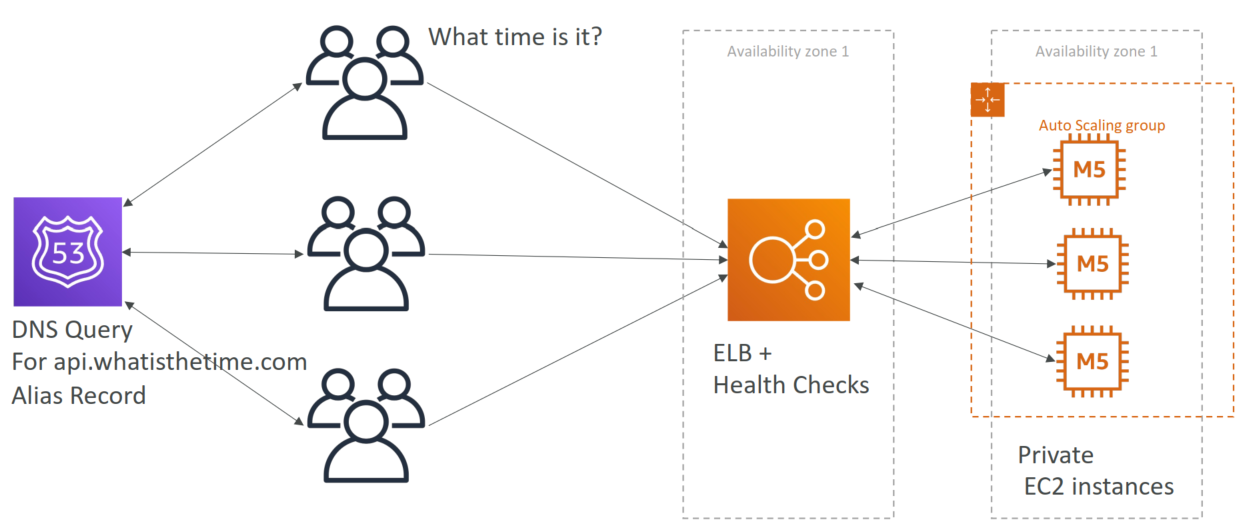 What time is it?
Availability zone 1
Availability zone 1
Auto Scaling group
M5
53
M5
DNS Query
For api.whatisthetime.com
Alias Record
ELB +
Health Checks
M5
Private
EC2 instances